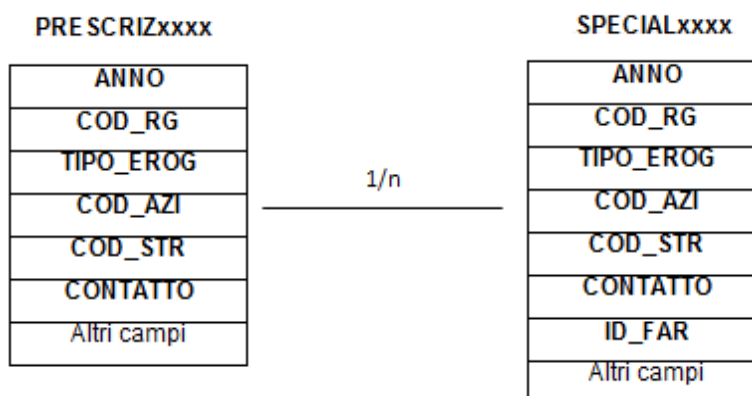 PRESCRIZxxxx
ANNO
COD_RG
TIPO_EROG
COD_AZI
COD_STR
CONTATTO
Altri campi
1/n
SPECIALxxxx
ANNO
COD_RG
TIPO_EROG
COD_AZI
COD_STR
CONTATTO
ID_FAR
Altri campi